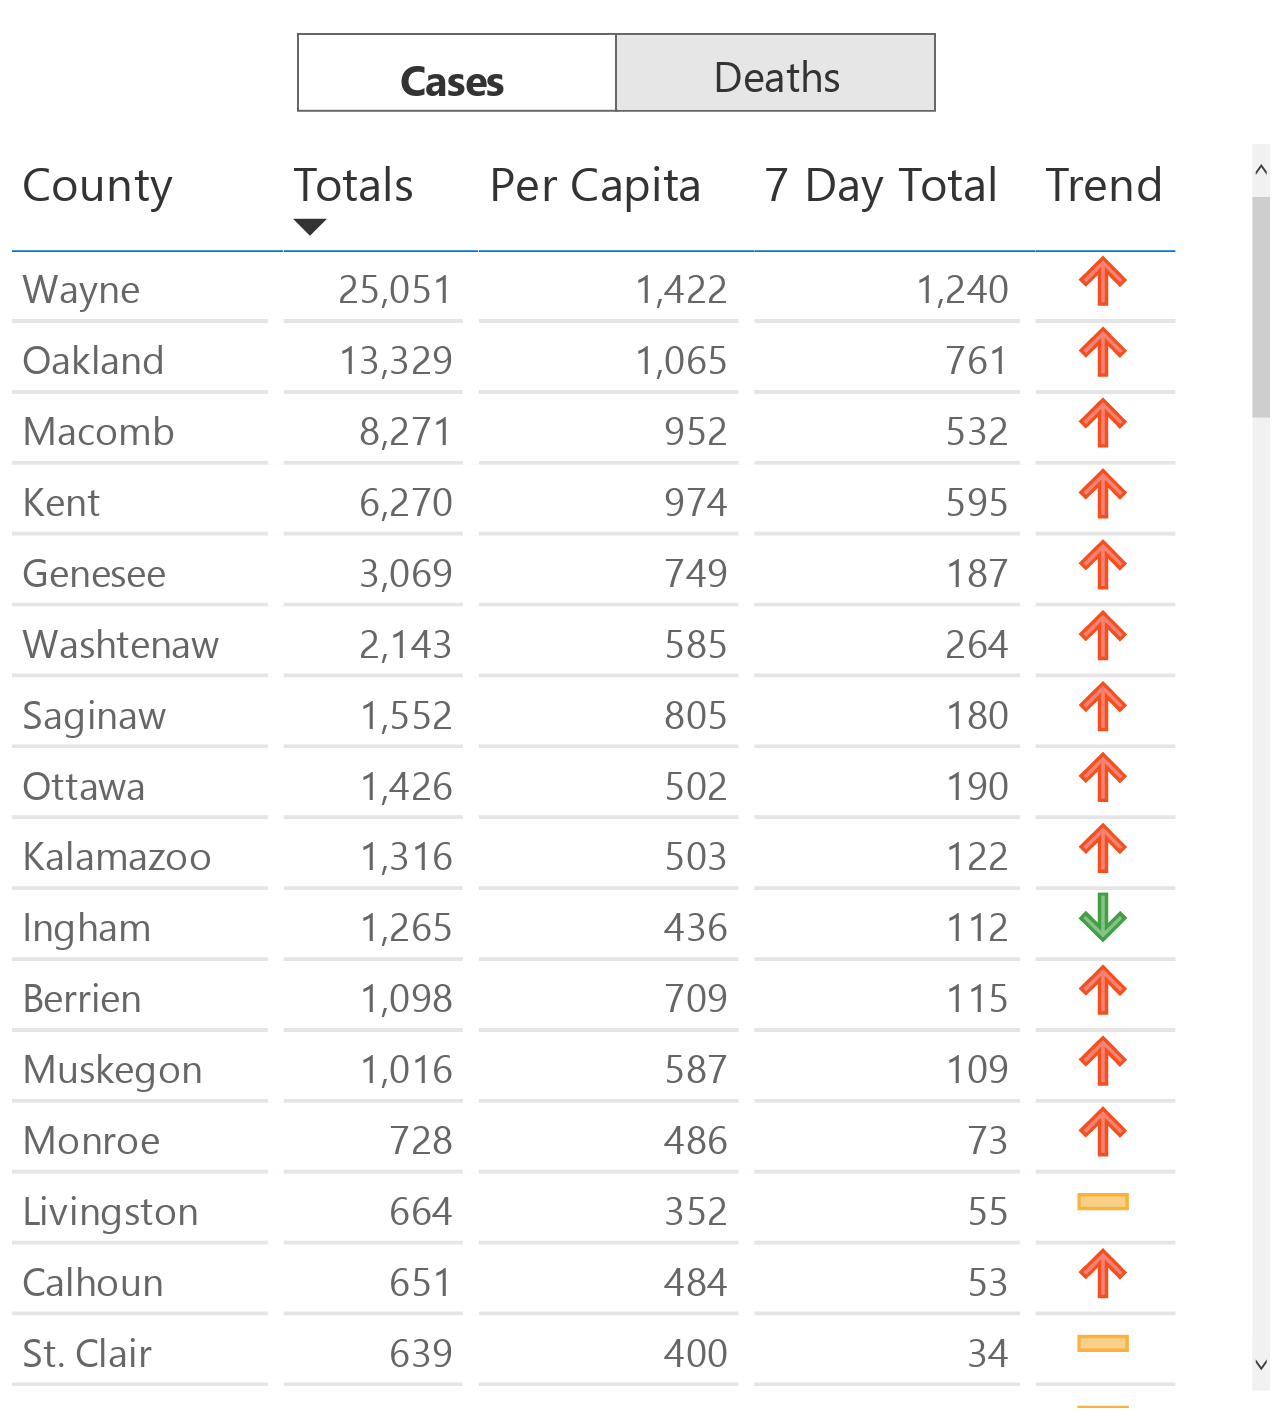 Cases Deaths
County Totals Per Capita 7 Day Total Trend
Wayne 25,051 1,422 1,240
Oakland 13,329 1,065 761
Macomb 8,271 952 532
Kent 6,270 974 595
Genesee 3,069 749 187
Washtenaw 2,143 585 264
Saginaw 1,552 805 180
Ottawa 1,426 502 190
Kalamazoo 1,316 503 122
Ingham 1,265 436 112
Berrien 1,098 709 115
Muskegon 1,016 587 109
Monroe 728 486 73
Livingston 664 352 55
Calhoun 651 484 53
St. Clair 639 400 34